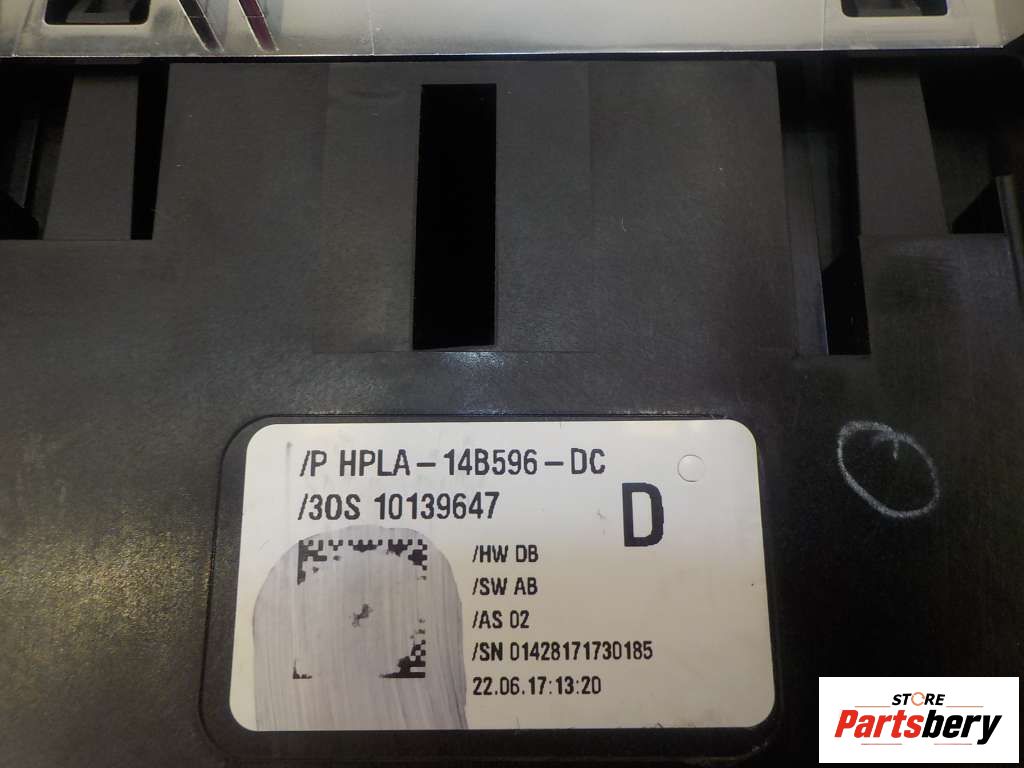 /P HPLA-14B596-DC
/3OS 10139647
D
/HW DB
/SW AB
/AS 02
/SN 01428171730185
22.06.17:13:20
STORE
Partsbery